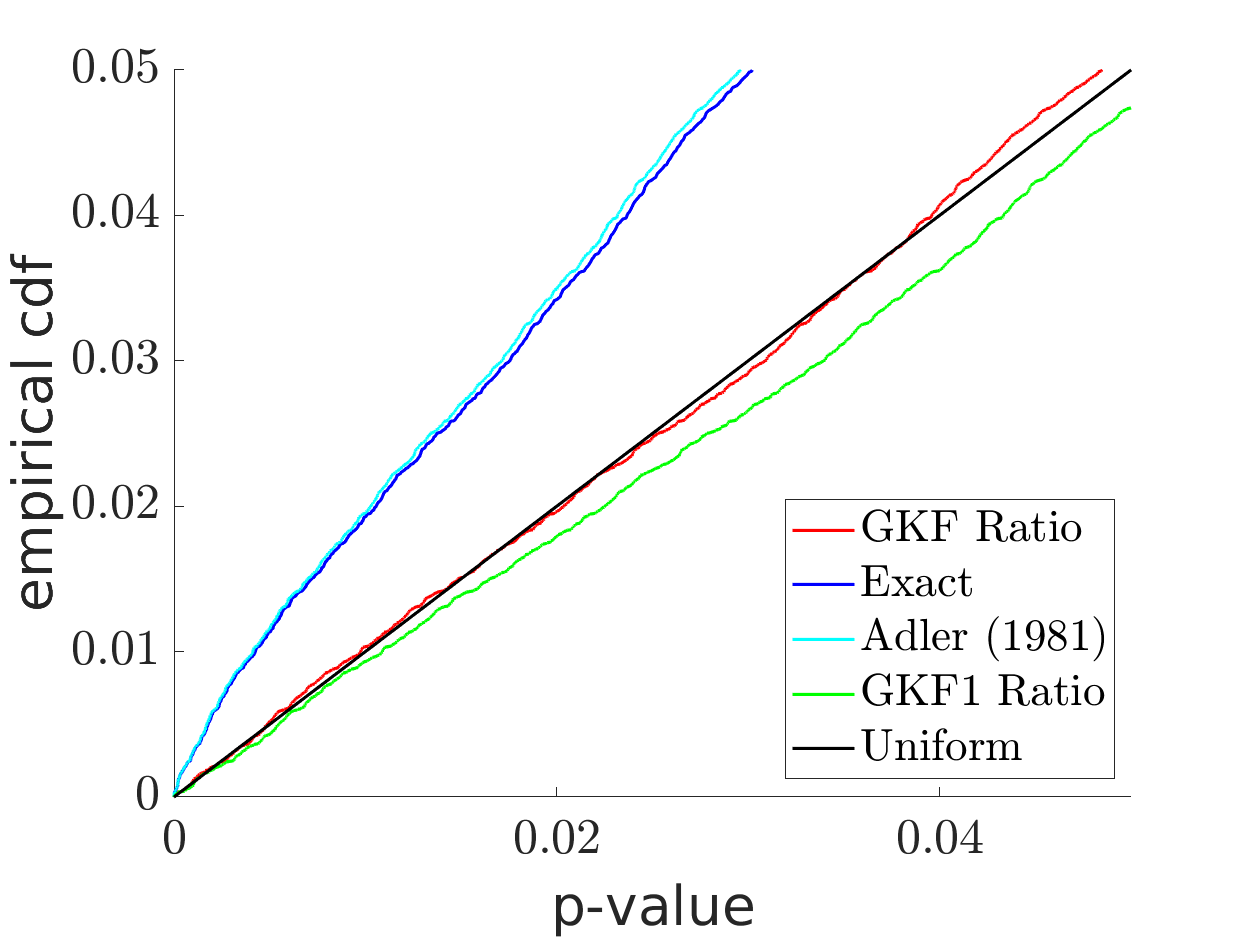 0.05
0.04
0.03
0.02
0.01
0
empirical cdf
GKF Ratio
Exact
Adler (1981)
GKF1 Ratio
Uniform
0
0.02
0.04
p-value